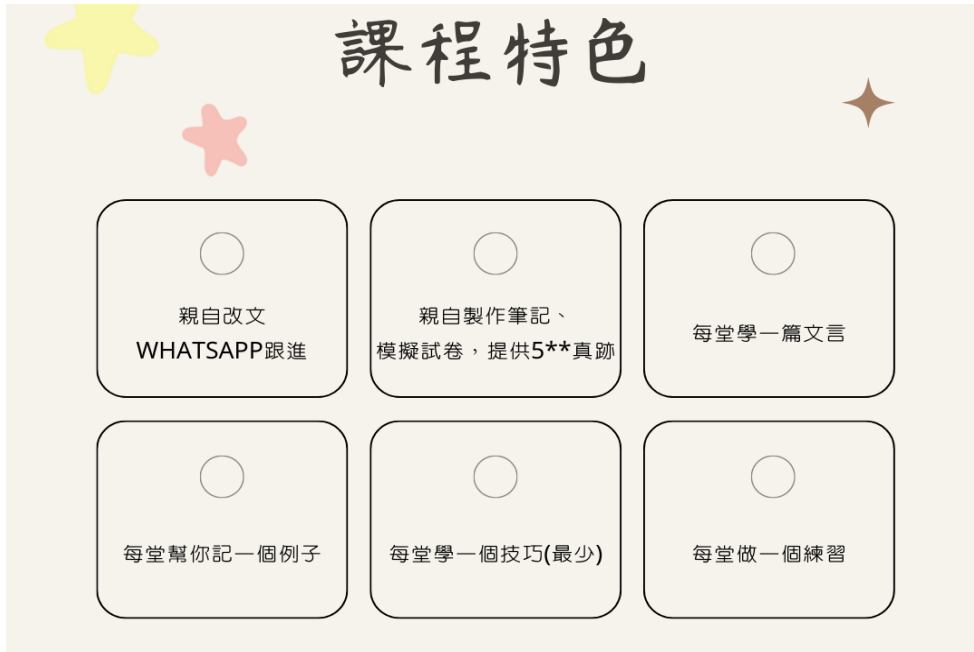 課程特色
親自改文
WHATSAPP跟進
親自製作筆記、
模擬試卷，提供5**真跡
每堂學一篇文言
每堂幫你記一個例子
每堂學一個技巧(最少)
每堂做一個練習